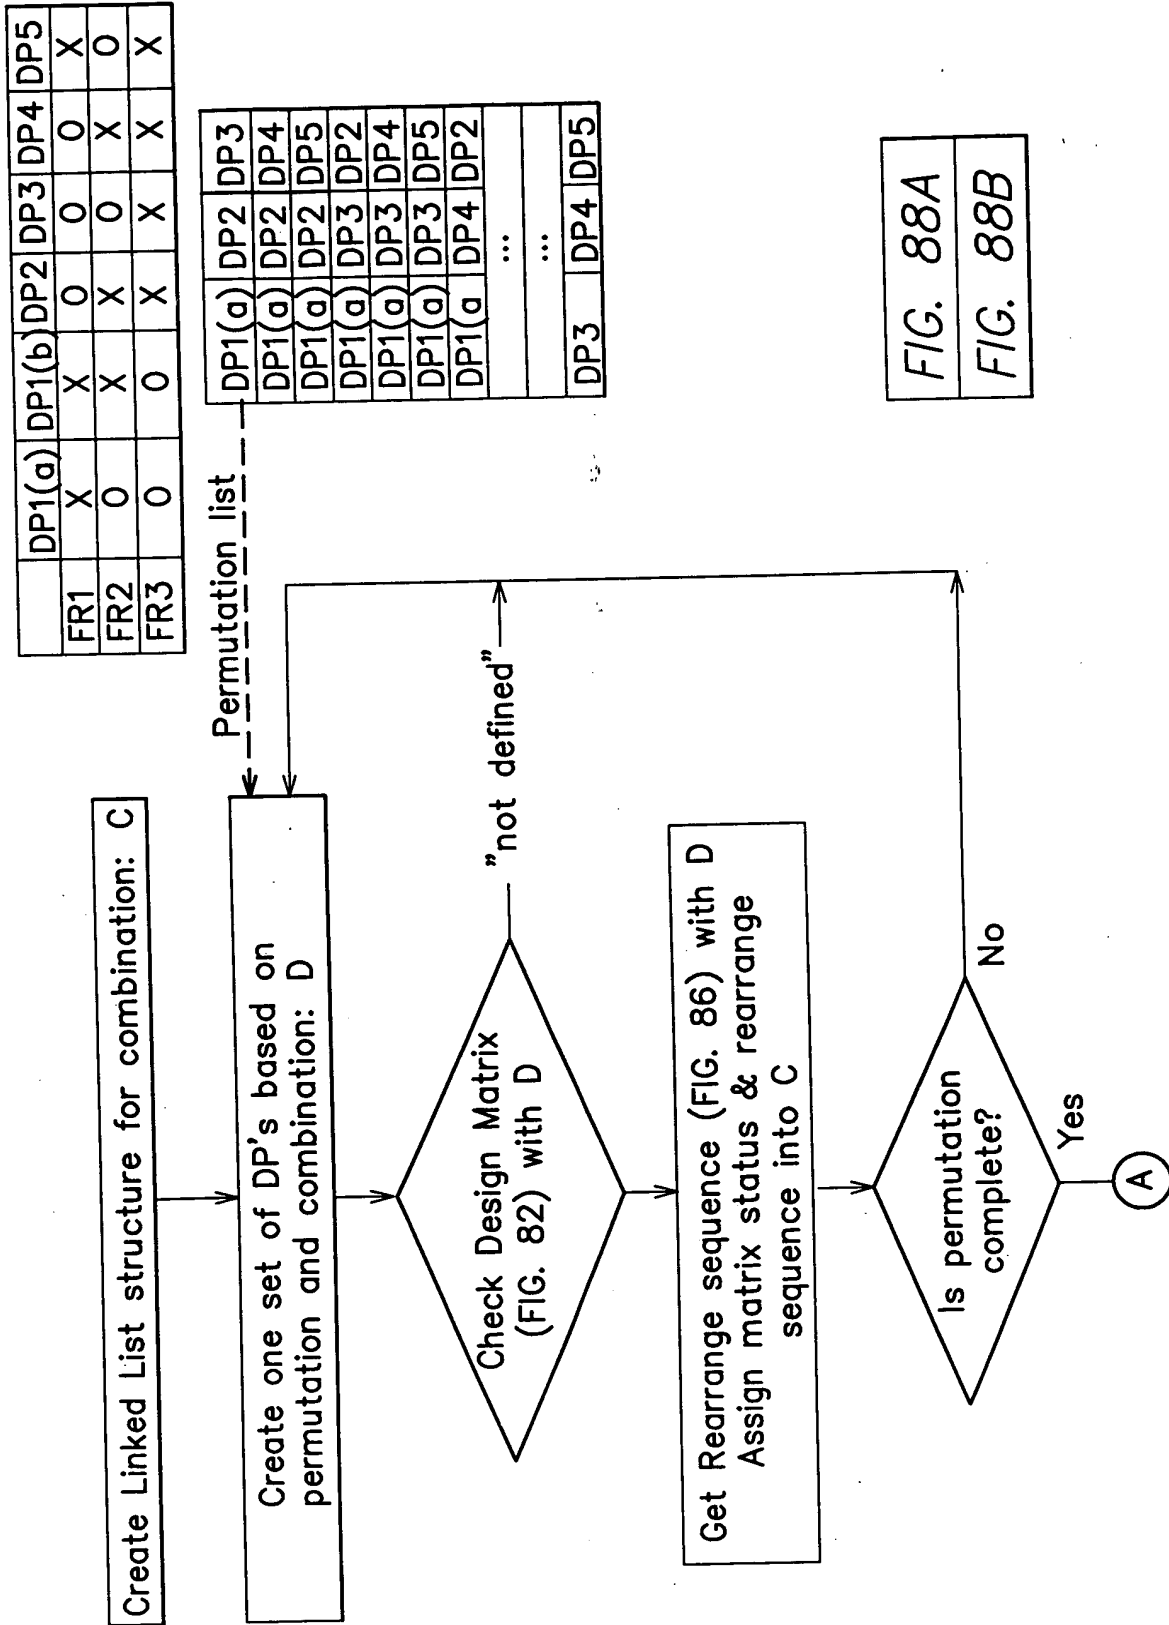 DP1(a) DP1(b) DP2 DP3 DP4 DP5
FR1 X X O O O X
FR2 O X X O X O
FR3 O O X X X X
Create Linked List structure for combination: C
Permutation list
DP1(a) DP2 DP3
DP1(a) DP2 DP4
DP1(a) DP2 DP5
DP1(a) DP3 DP2
DP1(a) DP3 DP4
DP1(a) DP3 DP5
DP1(a DP4 DP2
...
...
DP3 DP4 DP5
Create one set of DP's based on
permutation and combination: D
Check Design Matrix
(FIG. 82) with D
"not defined"
Get Rearrange sequence (FIG. 86) with D
Assign matrix status & rearrange
sequence into C
Is permutation
complete?
No
Yes
A
FIG. 88A
FIG. 88B